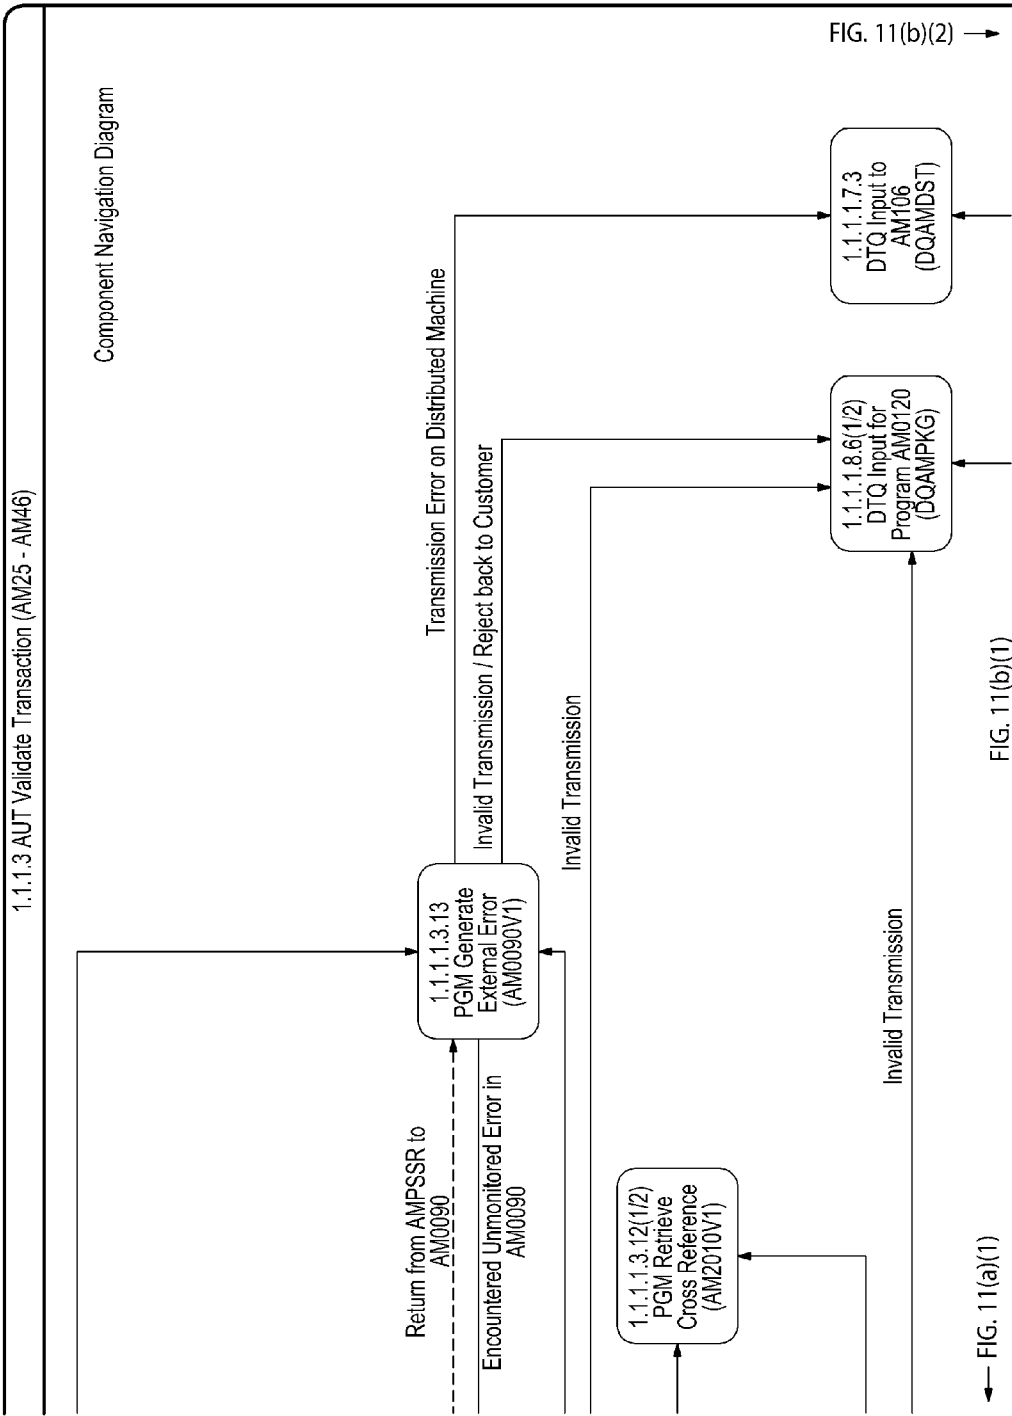 1.1.1.3 AUT Validate Transaction (AM25 - AM46)
Component Navigation Diagram
Return from AMPSSR to
AM0090
Encountered Unmonitored Error in
AM0090
1.1.1.1.3.13
PGM Generate
External Error
(AM0090V1)
Transmission Error on Distributed Machine
Invalid Transmission / Reject back to Customer
Invalid Transmission
1.1.1.1.3.12(1/2)
PGM Retrieve
Cross Reference
(AM2010V1)
Invalid Transmission
1.1.1.1.8.6(1/2)
DTQ Input for
Program AM0120
(DQAMPKG)
1.1.1.1.7.3
DTQ Input to
AM106
(DQAMDST)
FIG. 11(a)(1)
FIG. 11(b)(1)
FIG. 11(b)(2)